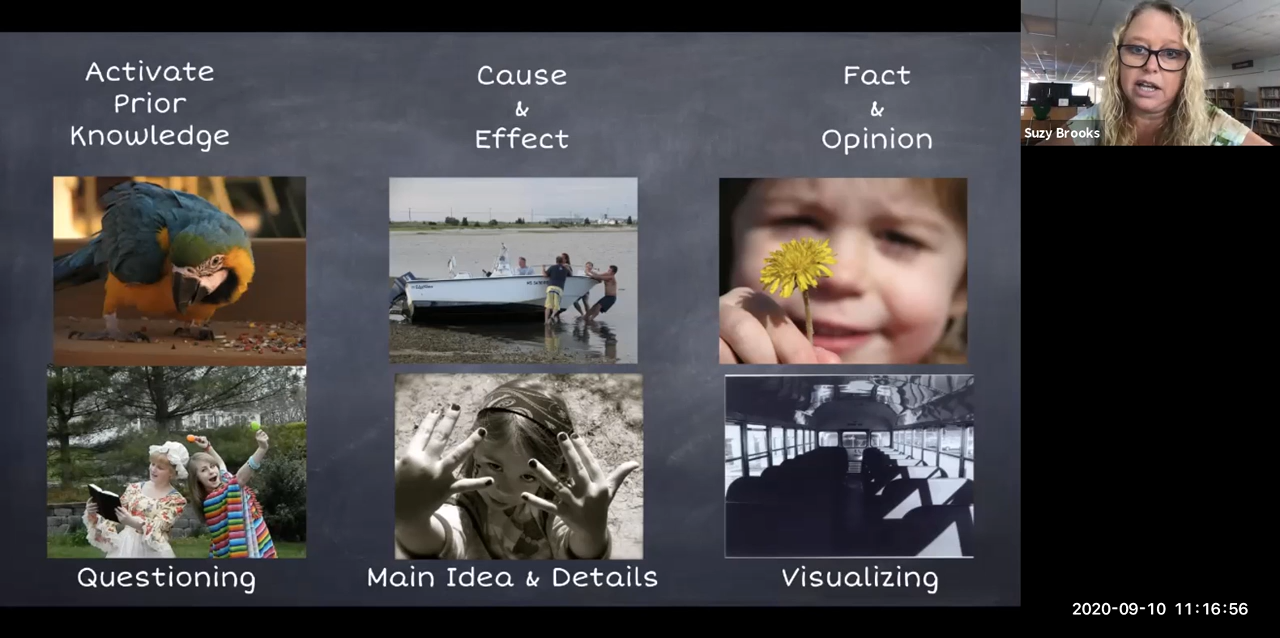 Activate
Prior
Knowledge
Cause
&
Effect
Fact
&
Opinion
Suzy Brooks
Questioning
Main Idea & Details
Visualizing
2020-09-10 11:16:56